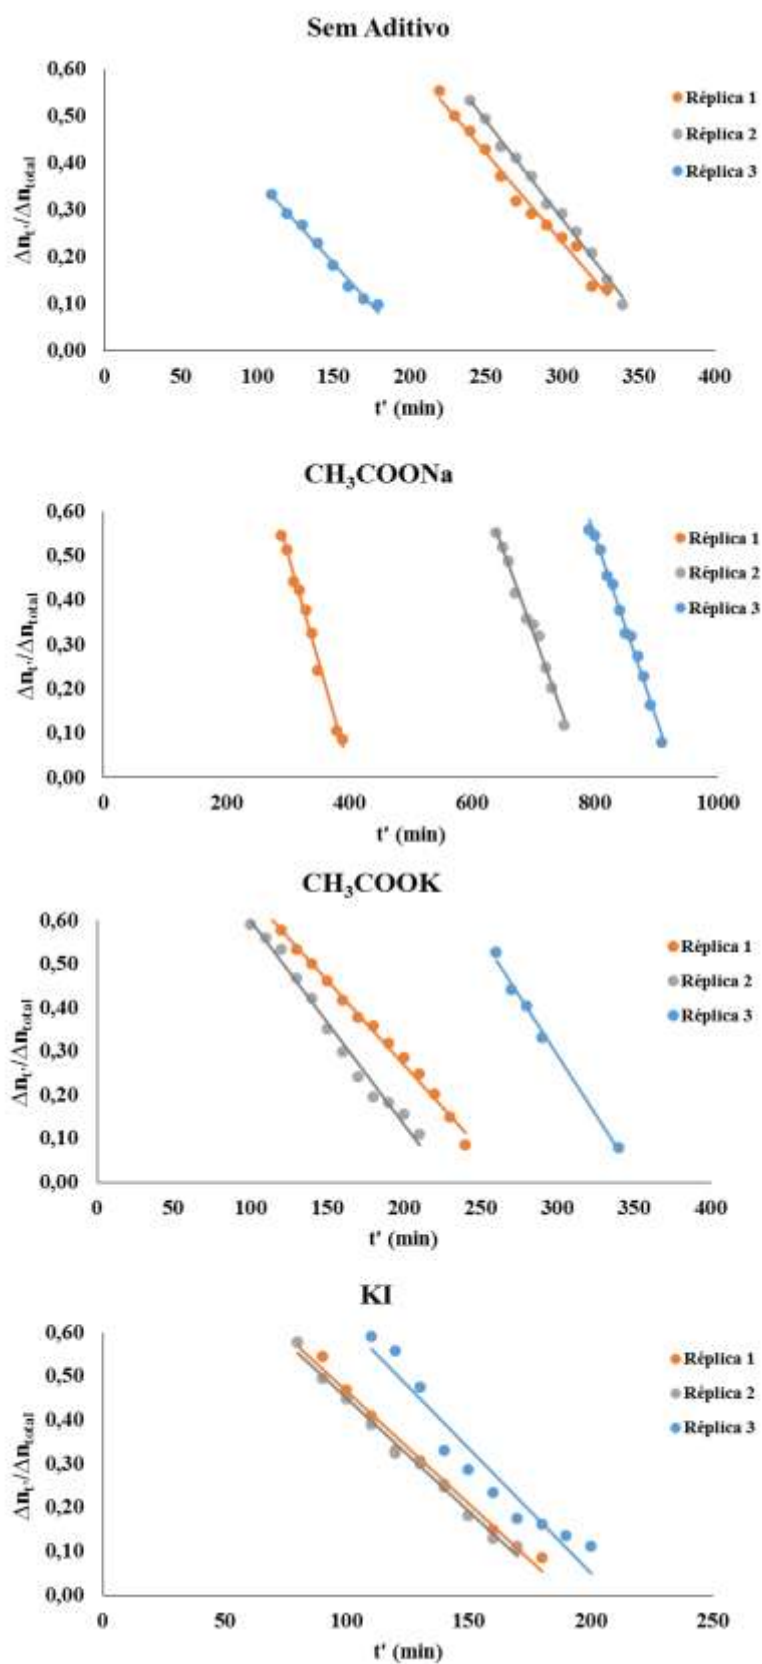 Sem Aditivo
0,60
0,50
0,40
0,30
0,20
0,10
0,00
Δn_t'/Δn_total
0 50 100 150 200 250 300 350 400
t' (min)
Réplica 1
Réplica 2
Réplica 3
CH₃COONa
0,60
0,50
0,40
0,30
0,20
0,10
0,00
Δn_t'/Δn_total
0 200 400 600 800 1000
t' (min)
Réplica 1
Réplica 2
Réplica 3
CH₃COOK
0,60
0,50
0,40
0,30
0,20
0,10
0,00
Δn_t'/Δn_total
0 50 100 150 200 250 300 350 400
t' (min)
Réplica 1
Réplica 2
Réplica 3
KI
0,60
0,50
0,40
0,30
0,20
0,10
0,00
Δn_t'/Δn_total
0 50 100 150 200 250
t' (min)
Réplica 1
Réplica 2
Réplica 3